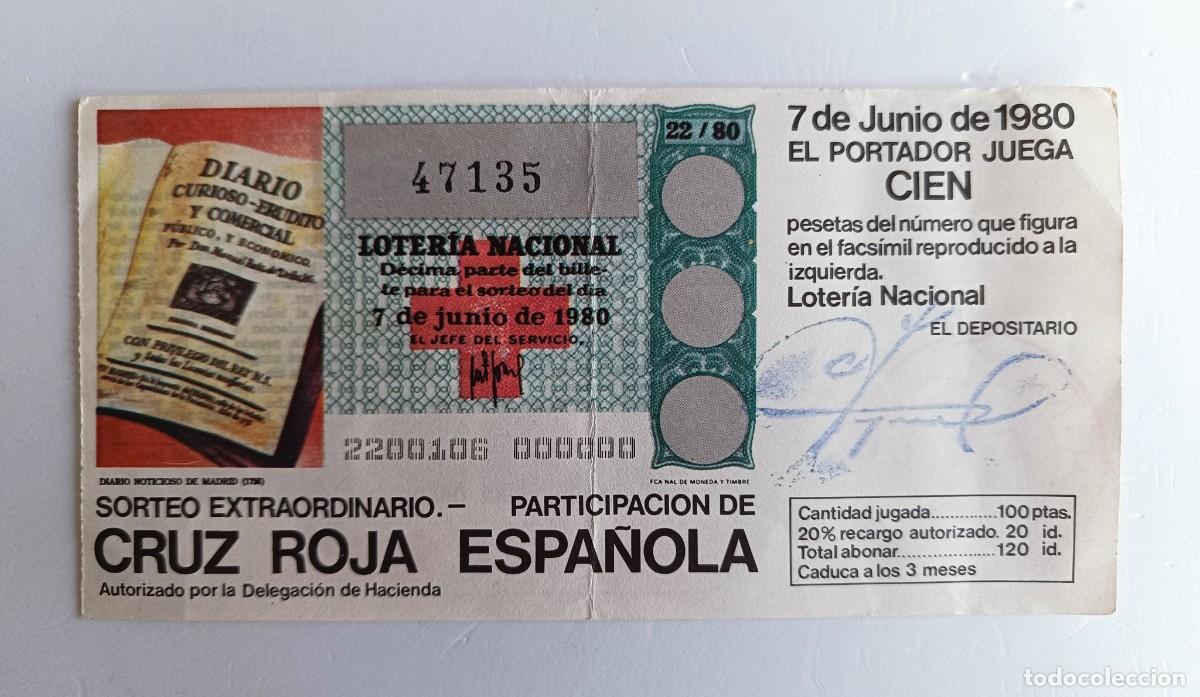 DIARIO
CURIOSO-ERUDITO
Y COMERCIAL
PÚBLICO, Y ECONOMICO.
CON PRIVILEGIO DEL REY N.S.
DIARIO NOTICIOSO DE MADRID (1758)
47135
LOTERÍA NACIONAL
Décima parte del bille-
te para el sorteo del día
7 de junio de 1980
EL JEFE DEL SERVICIO,
2200106 000000
22/80
FCA NAL DE MONEDA Y TIMBRE
7 de Junio de 1980
EL PORTADOR JUEGA
CIEN
pesetas del número que figura
en el facsímil reproducido a la
izquierda.
Lotería Nacional
EL DEPOSITARIO
SORTEO EXTRAORDINARIO.- PARTICIPACION DE
CRUZ ROJA ESPAÑOLA
Autorizado por la Delegación de Hacienda
Cantidad jugada.............100 ptas.
20% recargo autorizado. 20 id.
Total abonar....................120 id.
Caduca a los 3 meses
todocoleccion